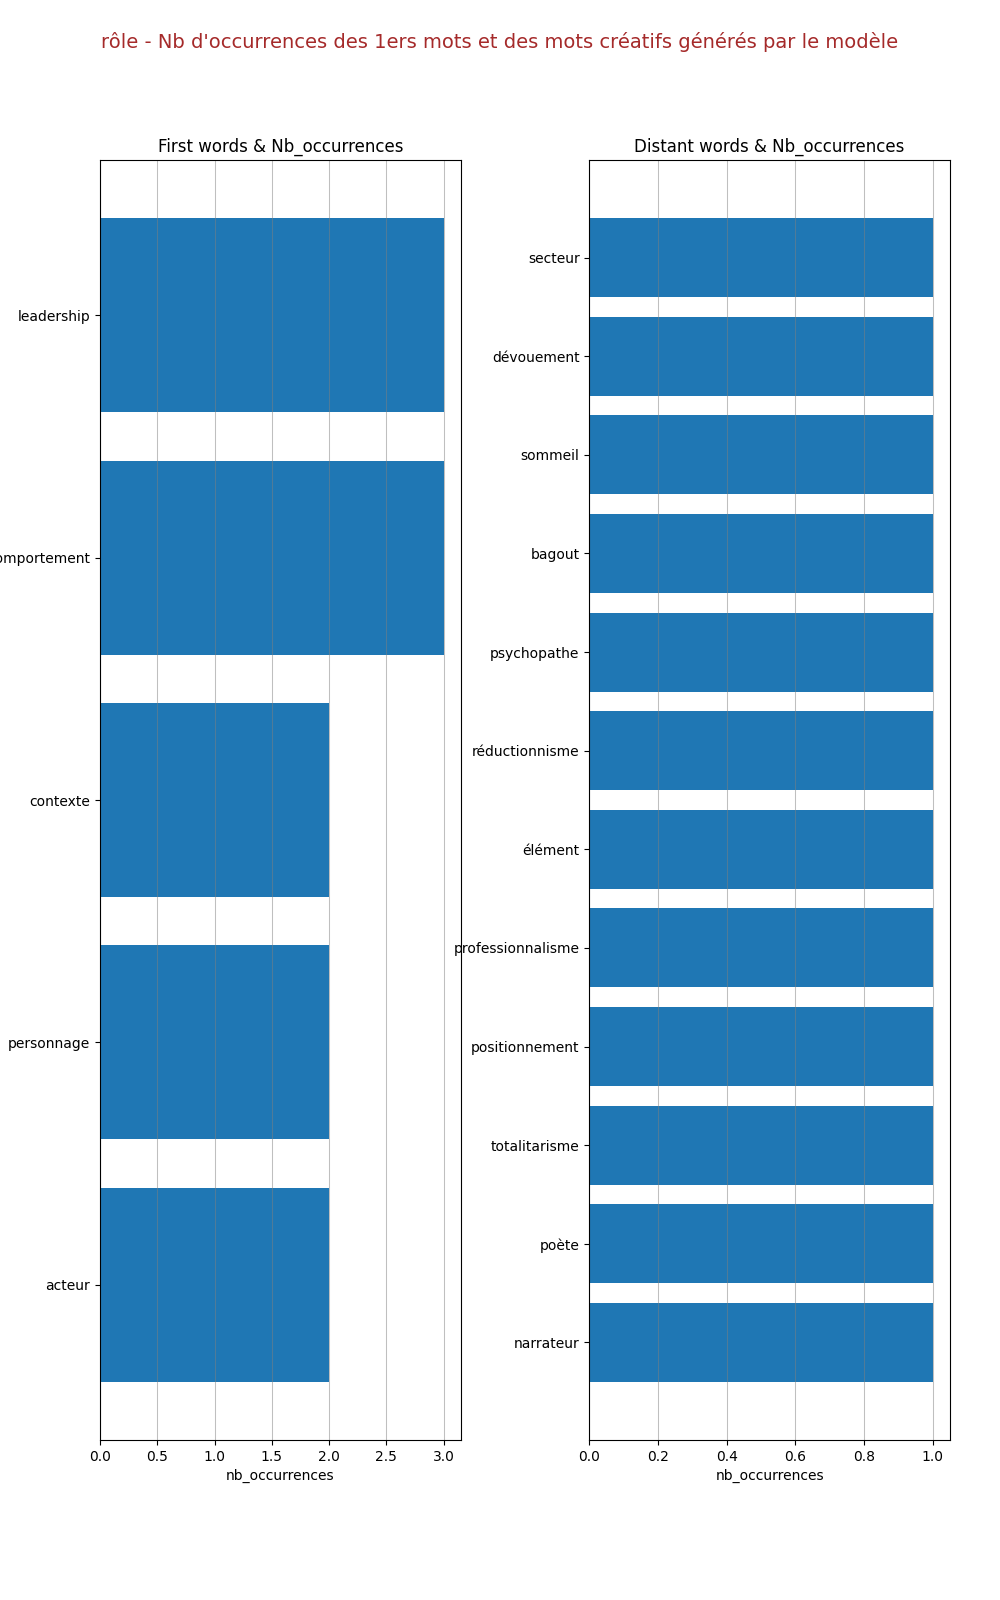 rôle - Nb d'occurrences des 1ers mots et des mots créatifs générés par le modèle
First words & Nb_occurrences
leadership
omportement
contexte
personnage
acteur
0.0 0.5 1.0 1.5 2.0 2.5 3.0
nb_occurrences
Distant words & Nb_occurrences
secteur
dévouement
sommeil
bagout
psychopathe
réductionnisme
élément
professionnalisme
positionnement
totalitarisme
poète
narrateur
0.0 0.2 0.4 0.6 0.8 1.0
nb_occurrences